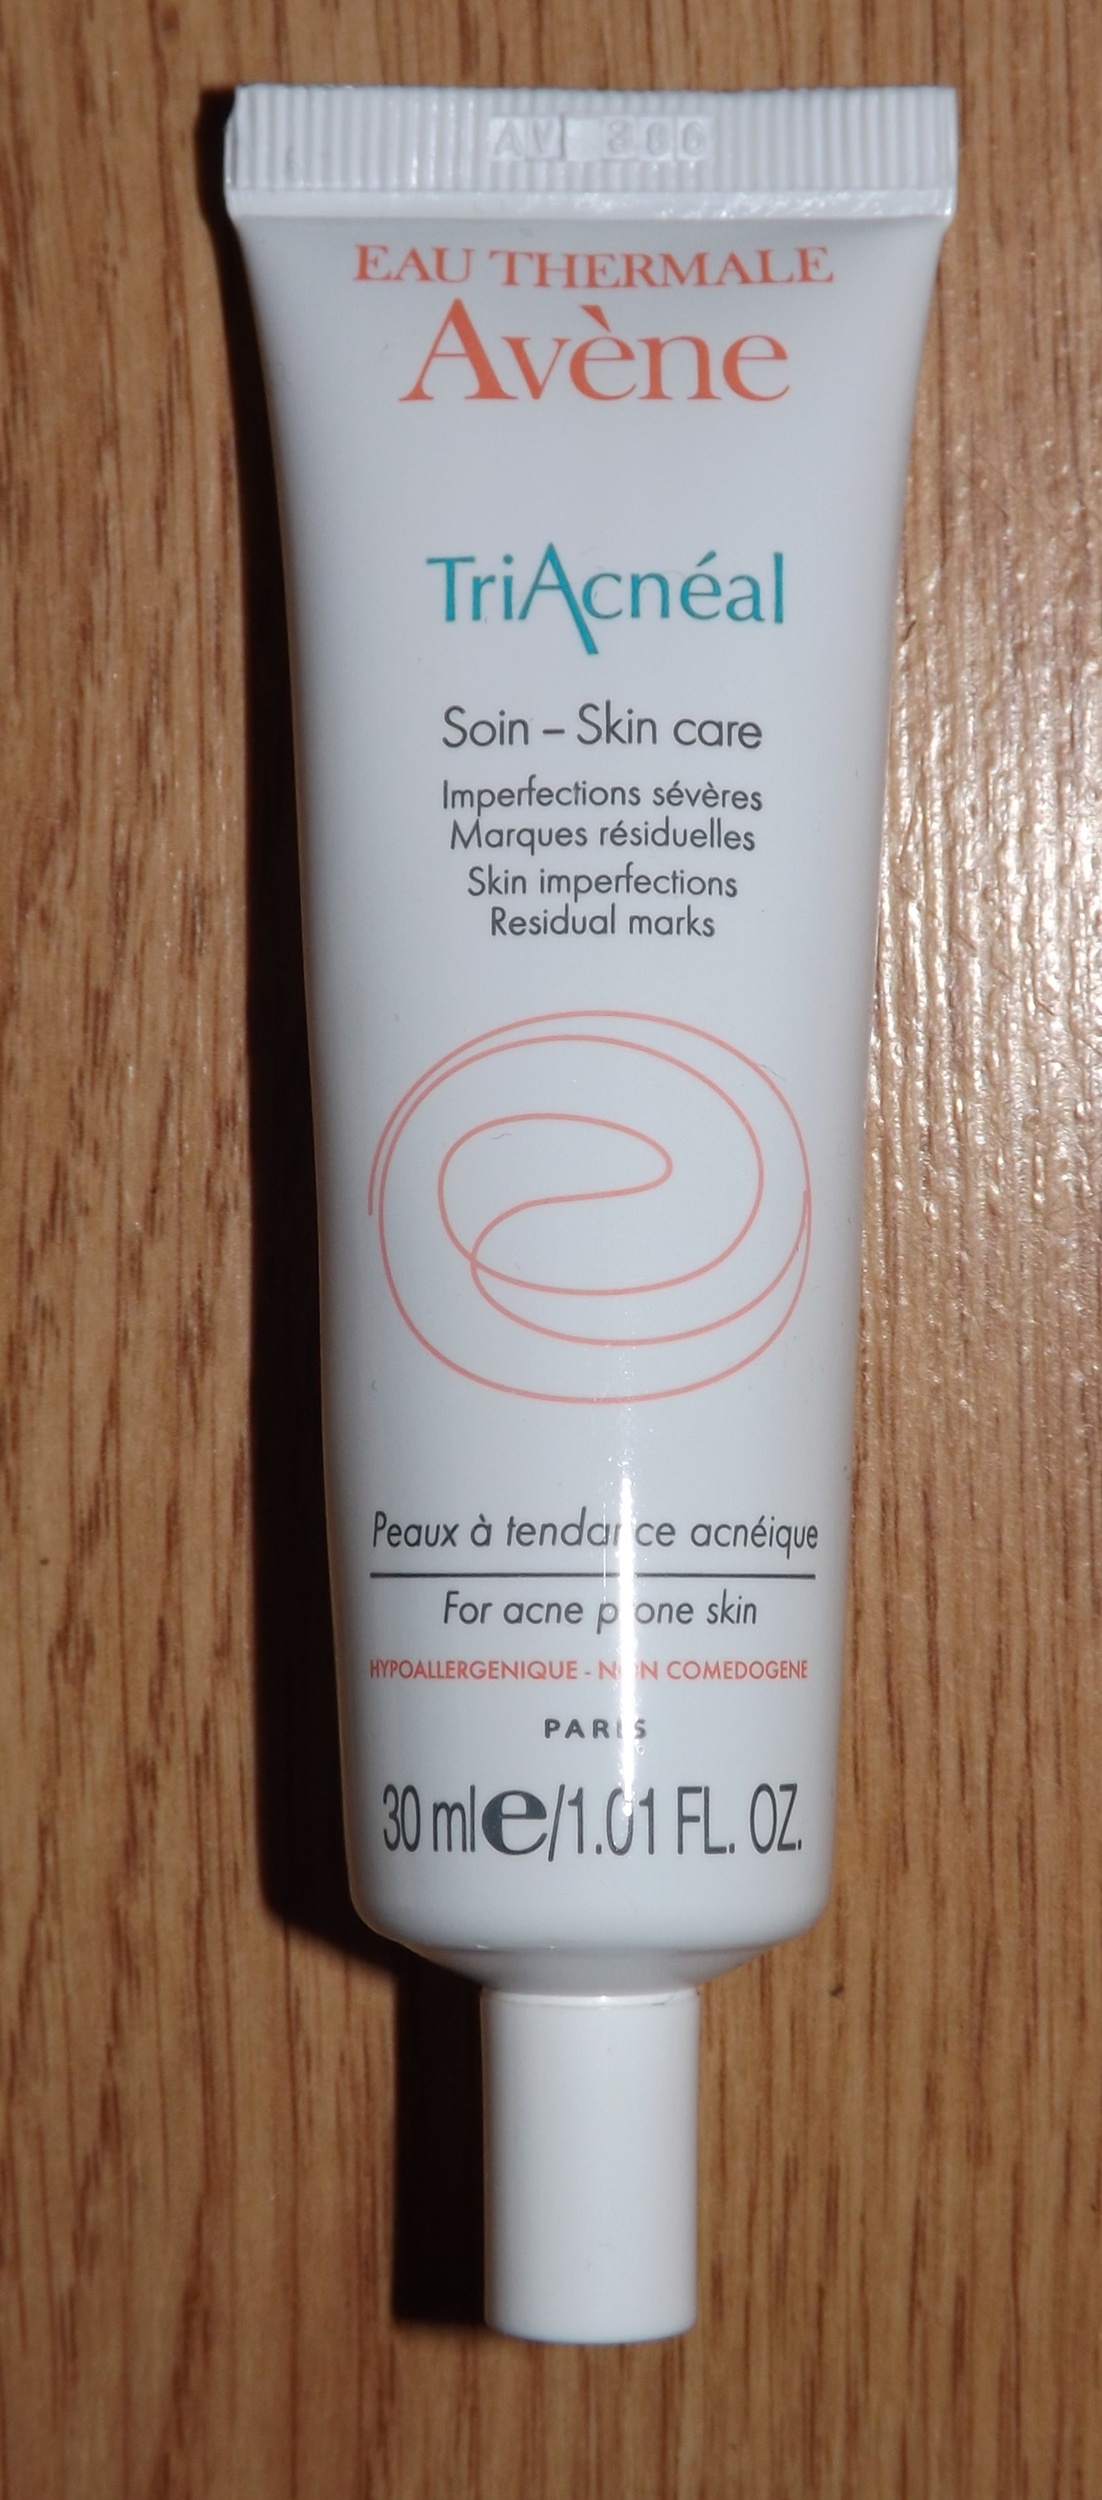 AV 386
EAU THERMALE
Avène
TriAcnéal
Soin – Skin care
Imperfections sévères
Marques résiduelles
Skin imperfections
Residual marks
Peaux à tendance acnéique
For acne prone skin
HYPOALLERGENIQUE - NON COMEDOGENE
PARIS
30 ml e/1.01 FL. OZ.